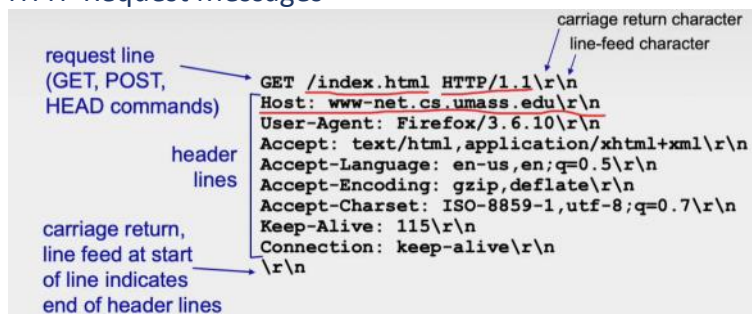 HTTP Request Messages
carriage return character
line-feed character
request line
(GET, POST,
HEAD commands)
header
lines
carriage return,
line feed at start
of line indicates
end of header lines
GET /index.html HTTP/1.1\r\n
Host: www-net.cs.umass.edu\r\n
User-Agent: Firefox/3.6.10\r\n
Accept: text/html,application/xhtml+xml\r\n
Accept-Language: en-us,en;q=0.5\r\n
Accept-Encoding: gzip,deflate\r\n
Accept-Charset: ISO-8859-1,utf-8;q=0.7\r\n
Keep-Alive: 115\r\n
Connection: keep-alive\r\n
\r\n